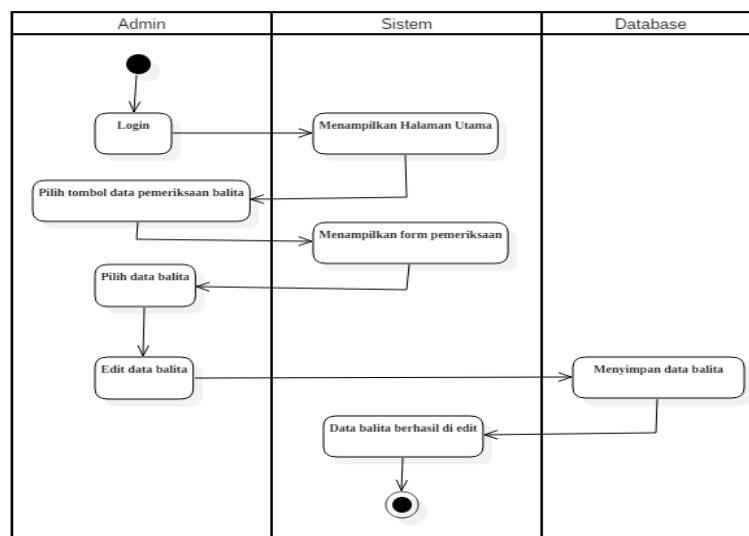 Admin
Sistem
Database
Login
Menampilkan Halaman Utama
Pilih tombol data pemeriksaan balita
Menampilkan form pemeriksaan
Pilih data balita
Edit data balita
Menyimpan data balita
Data balita berhasil di edit